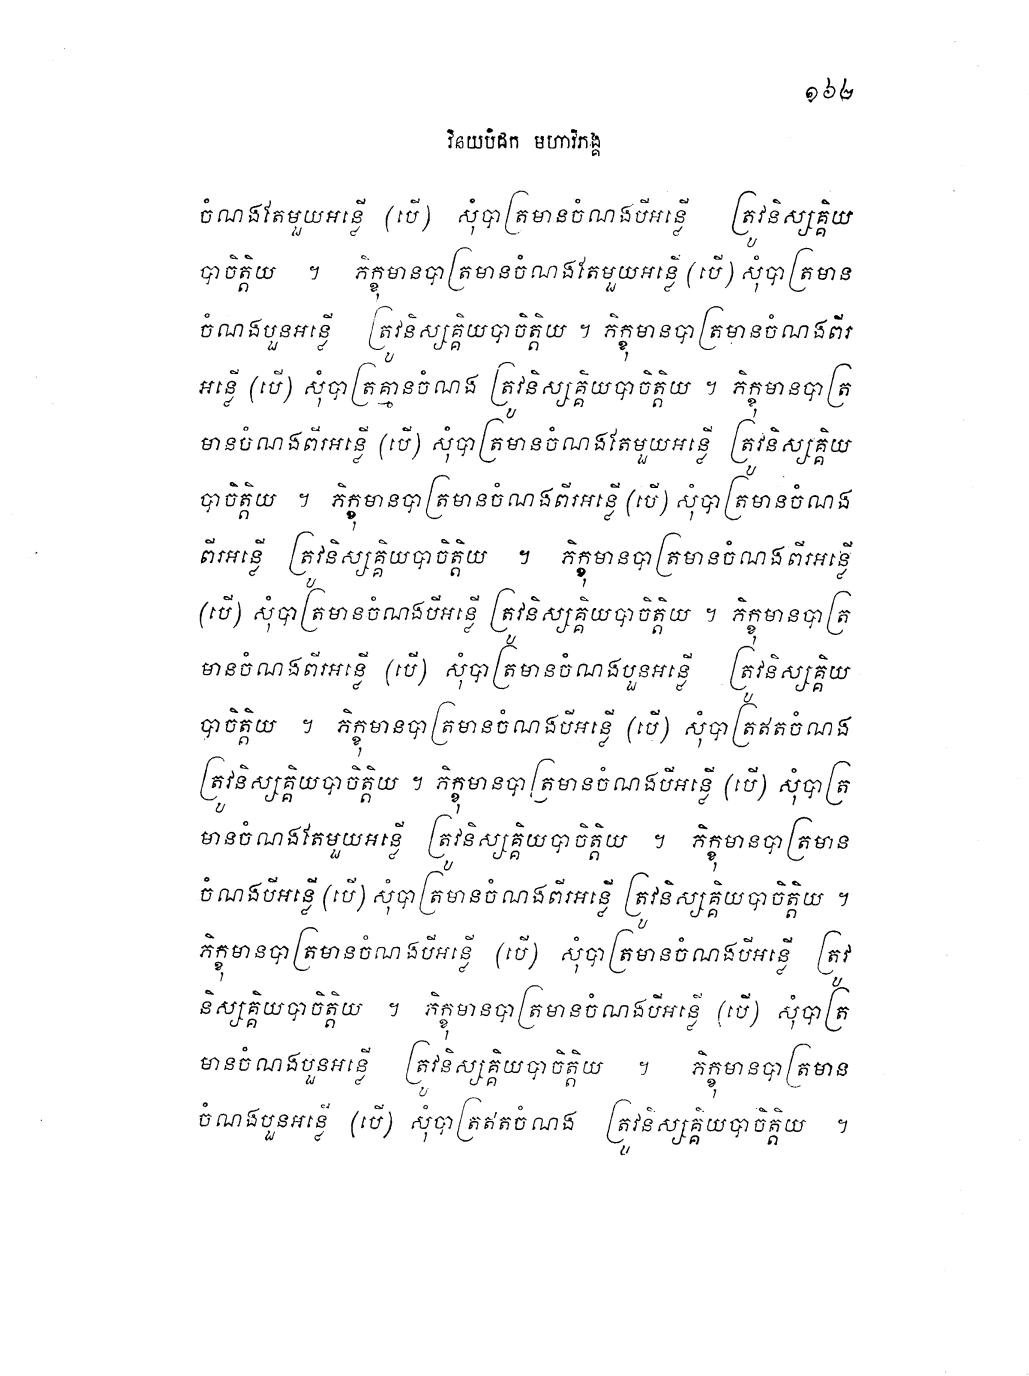 ១៦២
វិនយបិដក មហាវិភង្គ
ចំណងតែមួយអន្លើ (បើ) សុំបាត្រមានចំណងបីអន្លើ ត្រូវនិស្សគ្គិយ
បាចិត្តិយ ។ ភិក្ខុមានបាត្រមានចំណងតែមួយអន្លើ (បើ) សុំបាត្រមាន
ចំណងបួនអន្លើ ត្រូវនិស្សគ្គិយបាចិត្តិយ ។ ភិក្ខុមានបាត្រមានចំណងពីរ
អន្លើ (បើ) សុំបាត្រគ្មានចំណង ត្រូវនិស្សគ្គិយបាចិត្តិយ ។ ភិក្ខុមានបាត្រ
មានចំណងពីរអន្លើ (បើ) សុំបាត្រមានចំណងតែមួយអន្លើ ត្រូវនិស្សគ្គិយ
បាចិត្តិយ ។ ភិក្ខុមានបាត្រមានចំណងពីរអន្លើ (បើ) សុំបាត្រមានចំណង
ពីរអន្លើ ត្រូវនិស្សគ្គិយបាចិត្តិយ ។ ភិក្ខុមានបាត្រមានចំណងពីរអន្លើ
(បើ) សុំបាត្រមានចំណងបីអន្លើ ត្រូវនិស្សគ្គិយបាចិត្តិយ ។ ភិក្ខុមានបាត្រ
មានចំណងពីរអន្លើ (បើ) សុំបាត្រមានចំណងបួនអន្លើ ត្រូវនិស្សគ្គិយ
បាចិត្តិយ ។ ភិក្ខុមានបាត្រមានចំណងបីអន្លើ (បើ) សុំបាត្រឥតចំណង
ត្រូវនិស្សគ្គិយបាចិត្តិយ ។ ភិក្ខុមានបាត្រមានចំណងបីអន្លើ (បើ) សុំបាត្រ
មានចំណងតែមួយអន្លើ ត្រូវនិស្សគ្គិយបាចិត្តិយ ។ ភិក្ខុមានបាត្រមាន
ចំណងបីអន្លើ (បើ) សុំបាត្រមានចំណងពីរអន្លើ ត្រូវនិស្សគ្គិយបាចិត្តិយ ។
ភិក្ខុមានបាត្រមានចំណងបីអន្លើ (បើ) សុំបាត្រមានចំណងបីអន្លើ ត្រូវ
និស្សគ្គិយបាចិត្តិយ ។ ភិក្ខុមានបាត្រមានចំណងបីអន្លើ (បើ) សុំបាត្រ
មានចំណងបួនអន្លើ ត្រូវនិស្សគ្គិយបាចិត្តិយ ។ ភិក្ខុមានបាត្រមាន
ចំណងបួនអន្លើ (បើ) សុំបាត្រឥតចំណង ត្រូវនិស្សគ្គិយបាចិត្តិយ ។